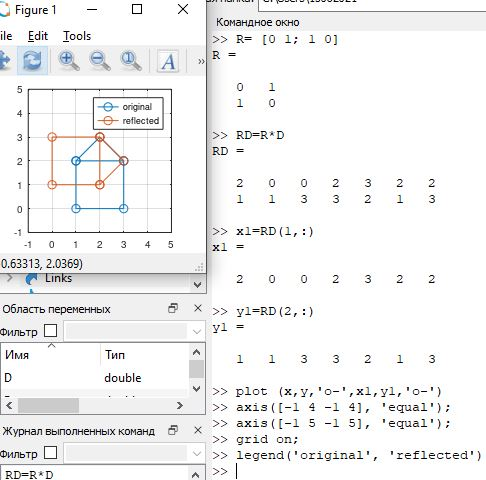 Figure 1
ile Edit Tools
A »
original
reflected
5
4
3
2
1
0
-1
-1 0 1 2 3 4 5
0.63313, 2.0369)
Links
Область переменных
Фильтр
Имя Тип
D double
Журнал выполненных команд
Фильтр
RD=R*D
Командное окно
>> R= [0 1; 1 0]
R =
0 1
1 0
>> RD=R*D
RD =
2 0 0 2 3 2 2
1 1 3 3 2 1 3
>> x1=RD(1,:)
x1 =
2 0 0 2 3 2 2
>> y1=RD(2,:)
y1 =
1 1 3 3 2 1 3
>> plot (x,y,'o-',x1,y1,'o-')
>> axis([-1 4 -1 4], 'equal');
>> axis([-1 5 -1 5], 'equal');
>> grid on;
>> legend('original', 'reflected')
>>